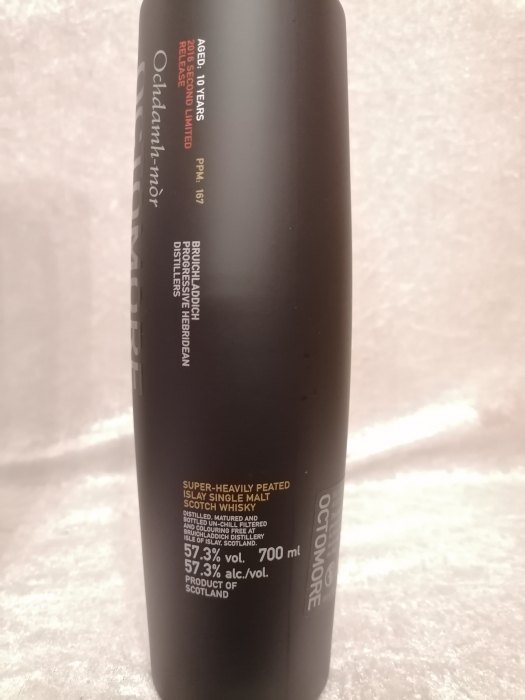 Ochdamh-mòr
OCTOMORE
AGED: 10 YEARS
2016 SECOND LIMITED
RELEASE
PPM: 167
BRUICHLADDICH
PROGRESSIVE HEBRIDEAN
DISTILLERS
SUPER-HEAVILY PEATED
ISLAY SINGLE MALT
SCOTCH WHISKY
DISTILLED, MATURED AND
BOTTLED UN-CHILL FILTERED
AND COLOURING FREE AT
BRUICHLADDICH DISTILLERY
ISLE OF ISLAY, SCOTLAND.
57.3% vol. 700 ml
57.3% alc./vol.
PRODUCT OF
SCOTLAND
OCTOMORE